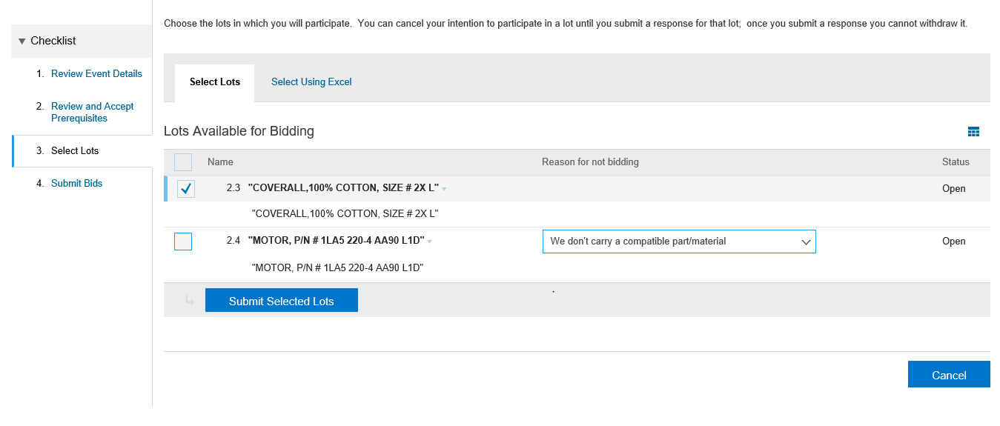 Choose the lots in which you will participate.  You can cancel your intention to participate in a lot until you submit a response for that lot;  once you submit a response you cannot withdraw it.
Checklist
1. Review Event Details
2. Review and Accept
Prerequisites
3. Select Lots
4. Submit Bids
Select Lots
Select Using Excel
Lots Available for Bidding
Name Reason for not bidding Status
2.3 "COVERALL,100% COTTON, SIZE # 2X L" Open
"COVERALL,100% COTTON, SIZE # 2X L"
2.4 "MOTOR, P/N # 1LA5 220-4 AA90 L1D" We don't carry a compatible part/material Open
"MOTOR, P/N # 1LA5 220-4 AA90 L1D"
Submit Selected Lots
Cancel